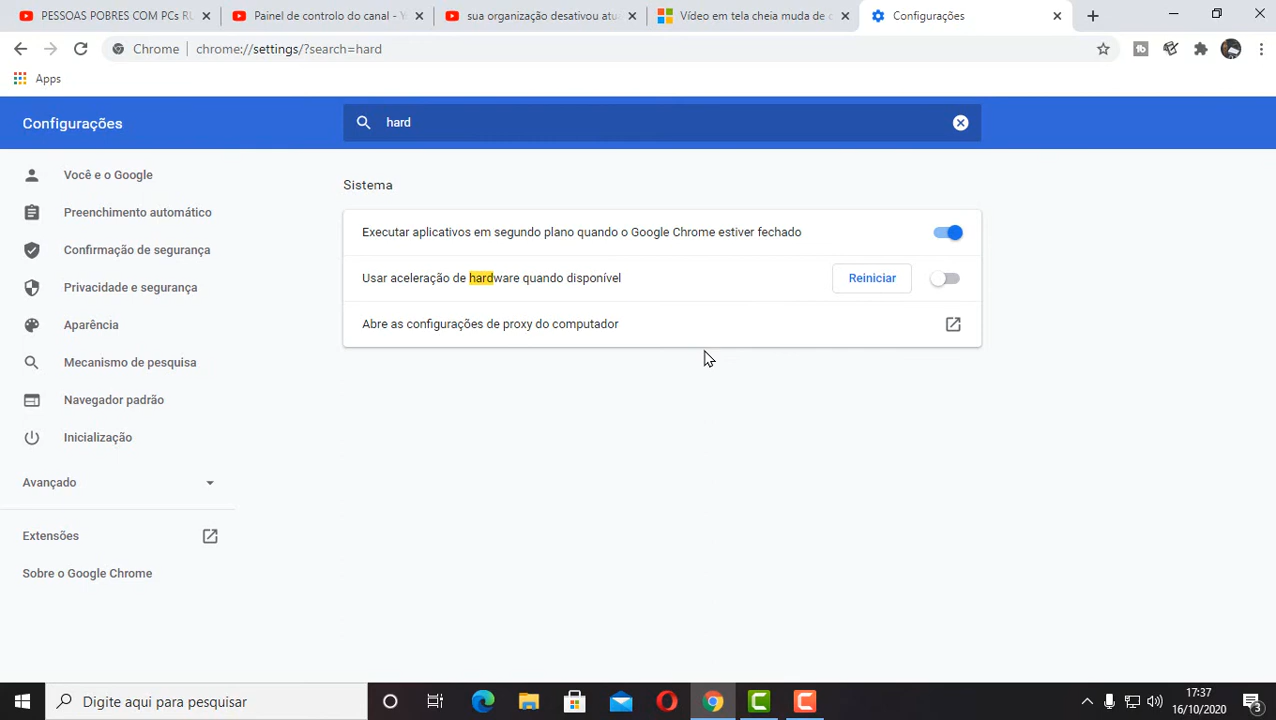 PESSOAS POBRES COM PCS RU
Painel de controlo do canal - Y
sua organização desativou atu
Vídeo em tela cheia muda de c
Configurações
Chrome
chrome://settings/?search=hard
Apps
Configurações
hard
Você e o Google
Preenchimento automático
Confirmação de segurança
Privacidade e segurança
Aparência
Mecanismo de pesquisa
Navegador padrão
Inicialização
Avançado
Extensões
Sobre o Google Chrome
Sistema
Executar aplicativos em segundo plano quando o Google Chrome estiver fechado
Usar aceleração de hardware quando disponível
Reiniciar
Abre as configurações de proxy do computador
Digite aqui para pesquisar
17:37
16/10/2020
3